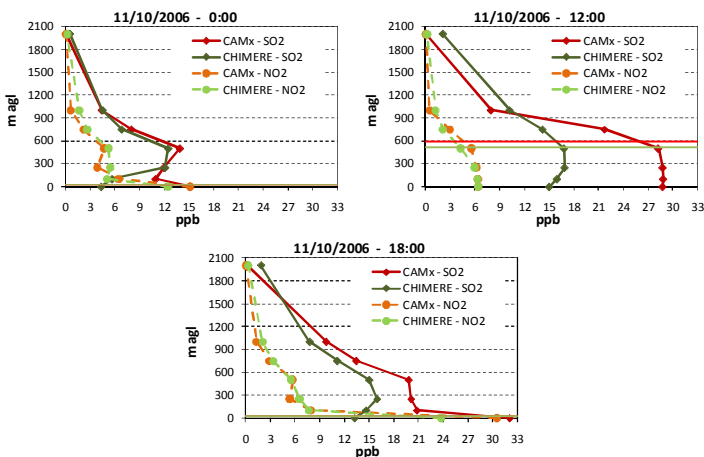 11/10/2006 - 0:00
2100
1800
1500
1200
900
600
300
0
m agl
CAMx - SO2
CHIMERE - SO2
CAMx - NO2
CHIMERE - NO2
0 3 6 9 12 15 18 21 24 27 30 33
ppb
11/10/2006 - 12:00
2100
1800
1500
1200
900
600
300
0
m agl
CAMx - SO2
CHIMERE - SO2
CAMx - NO2
CHIMERE - NO2
0 3 6 9 12 15 18 21 24 27 30 33
ppb
11/10/2006 - 18:00
2100
1800
1500
1200
900
600
300
0
m agl
CAMx - SO2
CHIMERE - SO2
CAMx - NO2
CHIMERE - NO2
0 3 6 9 12 15 18 21 24 27 30 33
ppb